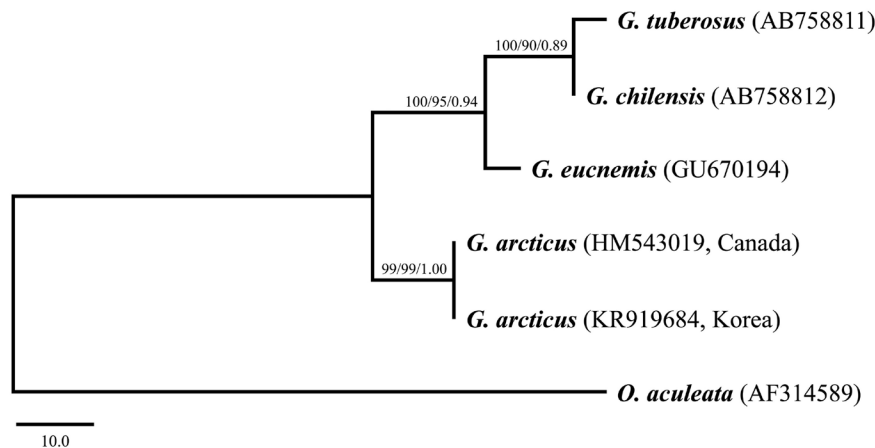 G. tuberosus (AB758811)
100/90/0.89
G. chilensis (AB758812)
100/95/0.94
G. eucnemis (GU670194)
G. arcticus (HM543019, Canada)
99/99/1.00
G. arcticus (KR919684, Korea)
O. aculeata (AF314589)
10.0